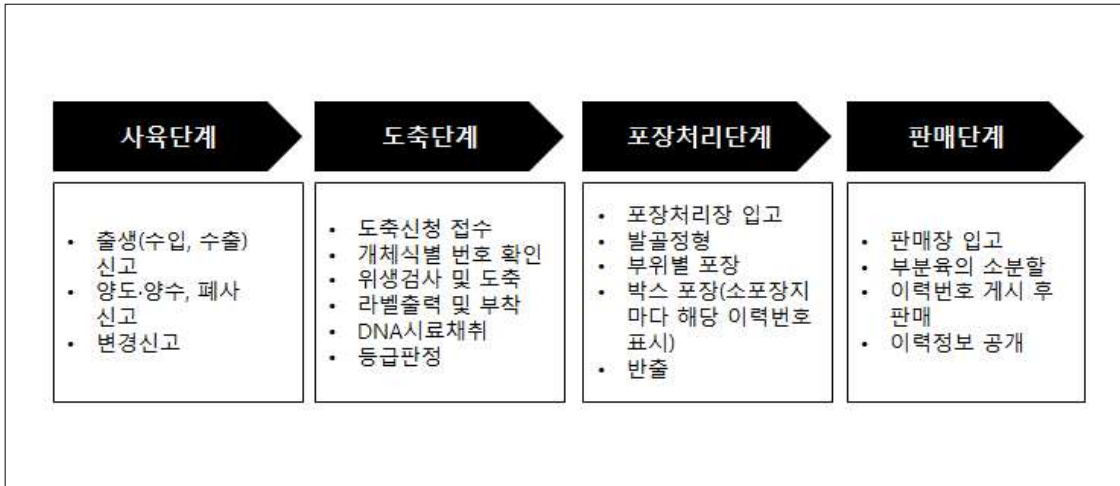 사육단계
출생(수입, 수출)
신고
양도·양수, 폐사
신고
변경신고
도축단계
도축신청 접수
개체식별 번호 확인
위생검사 및 도축
라벨출력 및 부착
DNA시료채취
등급판정
포장처리단계
포장처리장 입고
발골정형
부위별 포장
박스 포장(소포장지
마다 해당 이력번호
표시)
반출
판매단계
판매장 입고
부분육의 소분할
이력번호 게시 후
판매
이력정보 공개